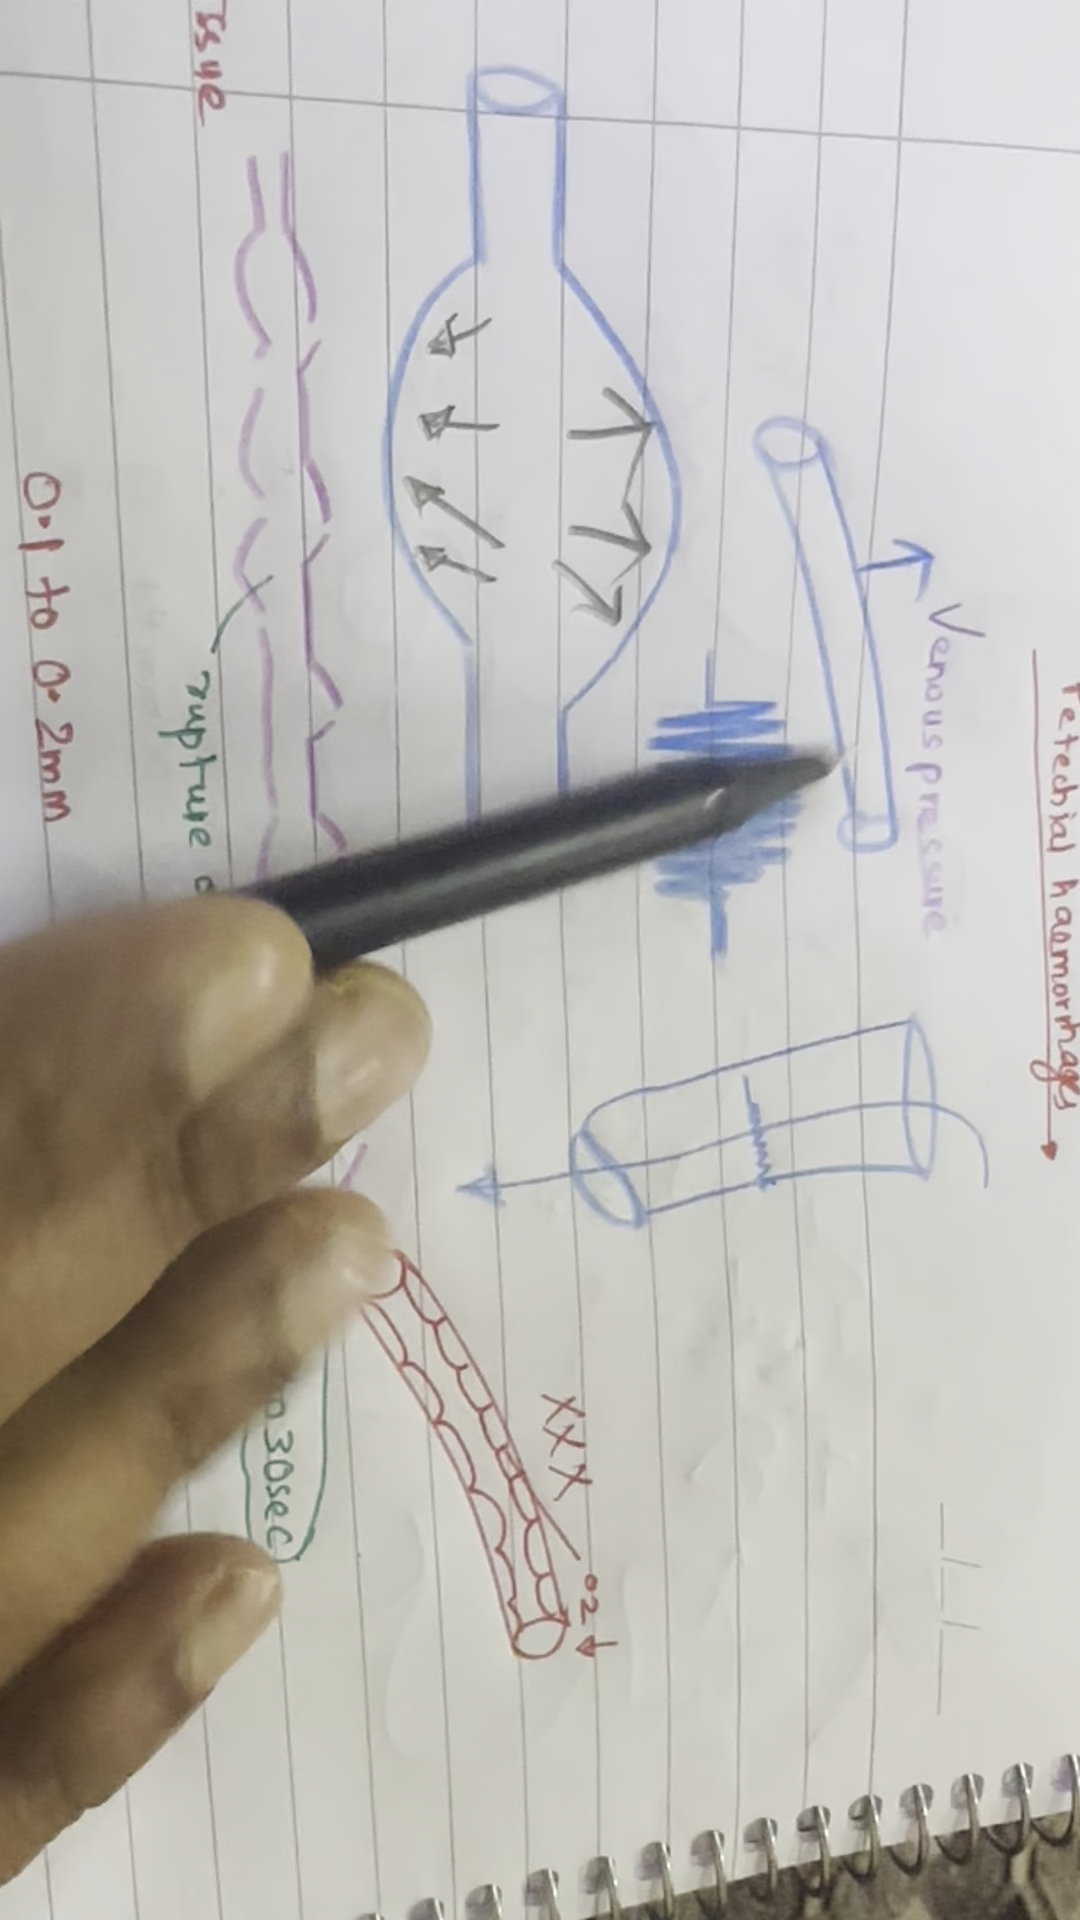 Petechial haemorrhages
Venous pressure
XXX
O2↓
rupture
30sec
0.1 to 0.2mm